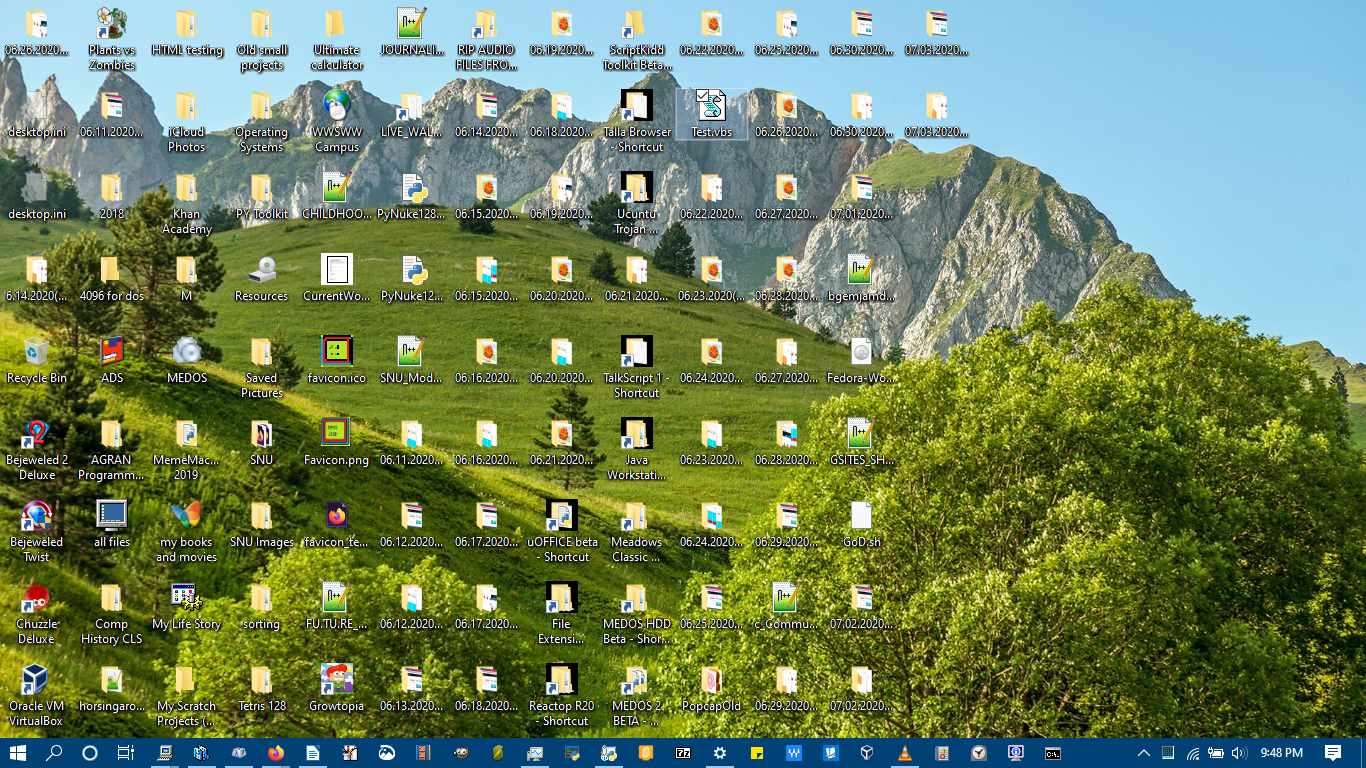 06.26.2020...
Plants vs
Zombies
HTML testing
Old small
projects
Ultimate
calculator
JOURNALI...
RIP AUDIO
FILES FRO...
06.19.2020...
ScriptKidd
Toolkit Beta...
06.22.2020...
06.25.2020...
06.30.2020...
07.03.2020...
desktop.ini
06.11.2020...
iCloud
Photos
Operating
Systems
WWSWW
Campus
LIVE_WAL...
06.14.2020...
06.18.2020...
Talla Browser
- Shortcut
Test.vbs
06.26.2020...
06.30.2020...
07.03.2020...
desktop.ini
2018
Khan
Academy
PY Toolkit
CHILDHOO...
PyNuke128...
06.15.2020...
06.19.2020...
Ucuntu
Trojan ...
06.22.2020...
06.27.2020...
07.01.2020...
6.14.2020(...
4096 for dos
M
Resources
CurrentWo...
PyNuke12...
06.15.2020...
06.20.2020...
06.21.2020...
06.23.2020(...
06.28.2020...
bgemjamd...
Recycle Bin
ADS
MEDOS
Saved
Pictures
favicon.ico
SNU_Mod...
06.16.2020...
06.20.2020...
TalkScript 1 -
Shortcut
06.24.2020...
06.27.2020...
Fedora-Wo...
Bejeweled 2
Deluxe
AGRAN
Programm...
MemeMac...
2019
SNU
Favicon.png
06.11.2020...
06.16.2020...
06.21.2020...
Java
Workstati...
06.23.2020...
06.28.2020...
GSITES_SH...
Bejeweled
Twist
all files
my books
and movies
SNU Images
favicon_te...
06.12.2020...
06.17.2020...
uOFFICE beta
- Shortcut
Meadows
Classic ...
06.24.2020...
06.29.2020...
GoD.sh
Chuzzle
Deluxe
Comp
History CLS
My Life Story
sorting
FU.TU.RE_...
06.12.2020...
06.17.2020...
File
Extensi...
MEDOS HDD
Beta - Shor...
06.25.2020...
c_Commu...
07.02.2020...
Oracle VM
VirtualBox
horsingaro...
My Scratch
Projects (...
Tetris 128
Growtopia
06.13.2020...
06.18.2020...
Reactop R20
- Shortcut
MEDOS 2
BETA - ...
PopcapOld
06.29.2020...
07.02.2020...
9:48 PM